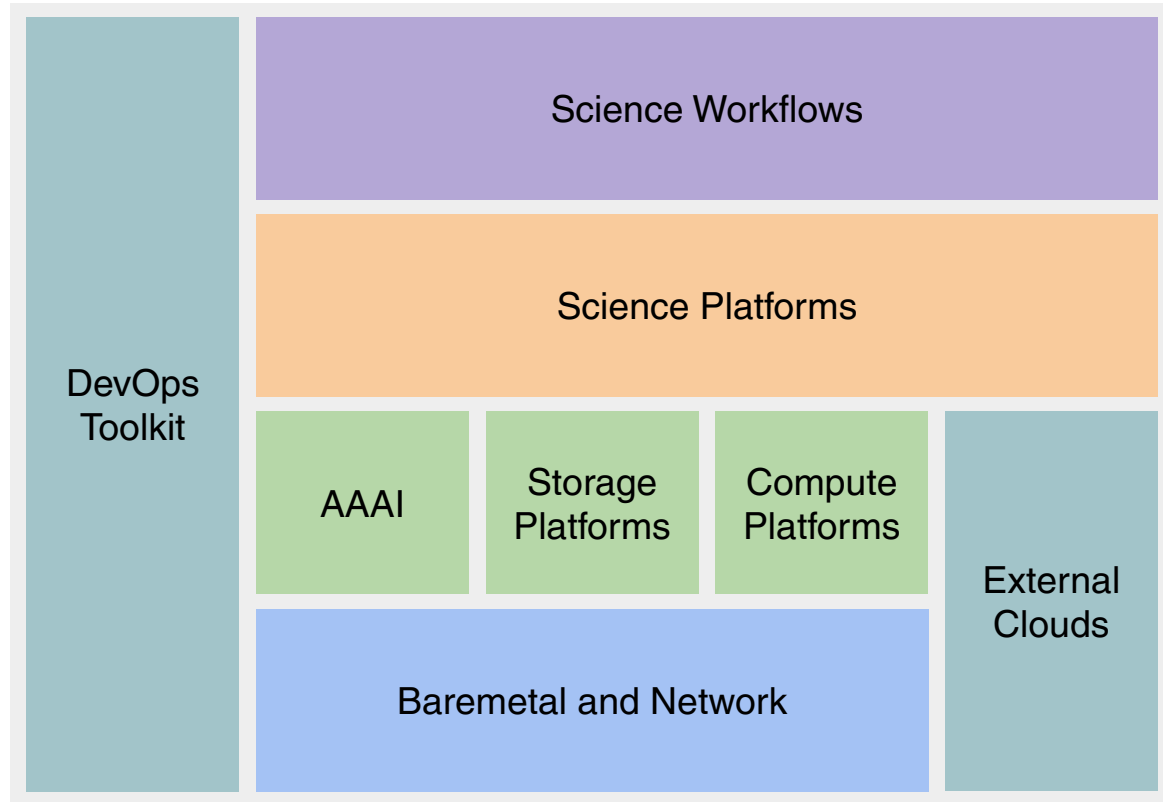 Science Workflows
Science Platforms
DevOps
Toolkit
AAAI
Storage
Platforms
Compute
Platforms
External
Clouds
Baremetal and Network